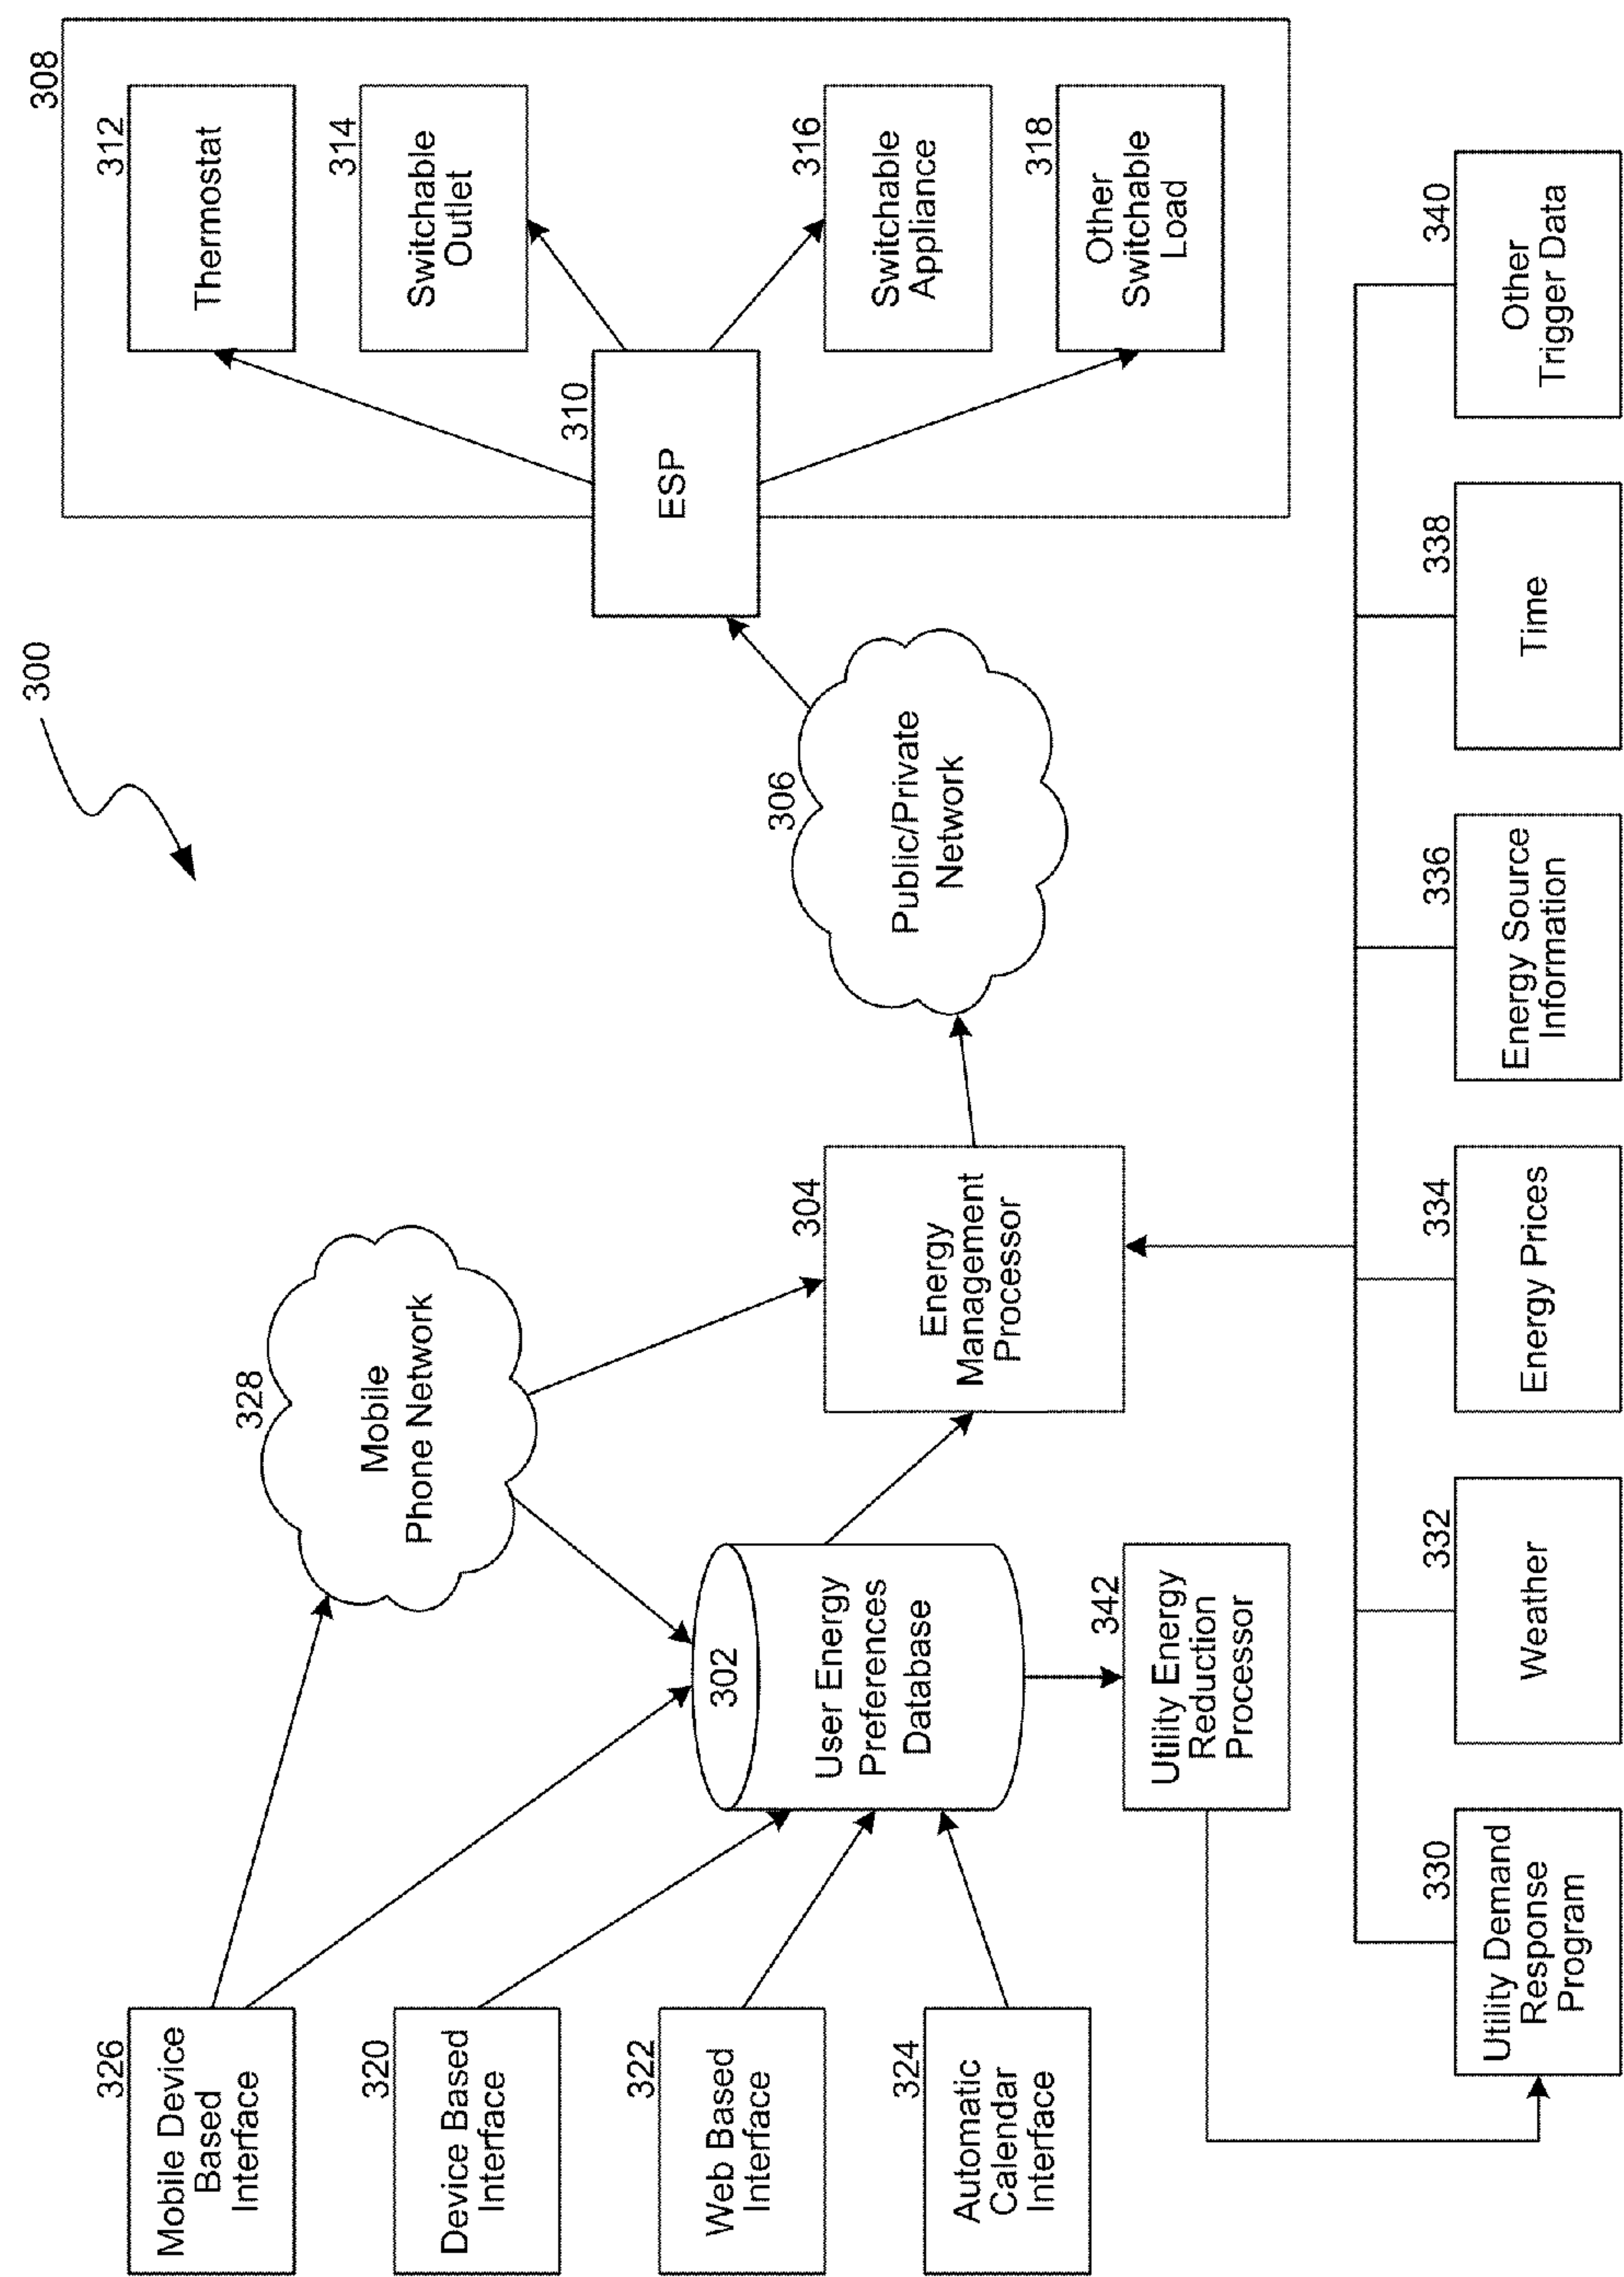 300
308
312
Thermostat
314
Switchable
Outlet
316
Switchable
Appliance
318
Other
Switchable
Load
310
ESP
306
Public/Private
Network
328
Mobile
Phone Network
304
Energy
Management
Processor
326
Mobile Device
Based
Interface
320
Device Based
Interface
322
Web Based
Interface
324
Automatic
Calendar
Interface
302
User Energy
Preferences
Database
342
Utility Energy
Reduction
Processor
330
Utility Demand
Response
Program
332
Weather
334
Energy Prices
336
Energy Source
Information
338
Time
340
Other
Trigger Data